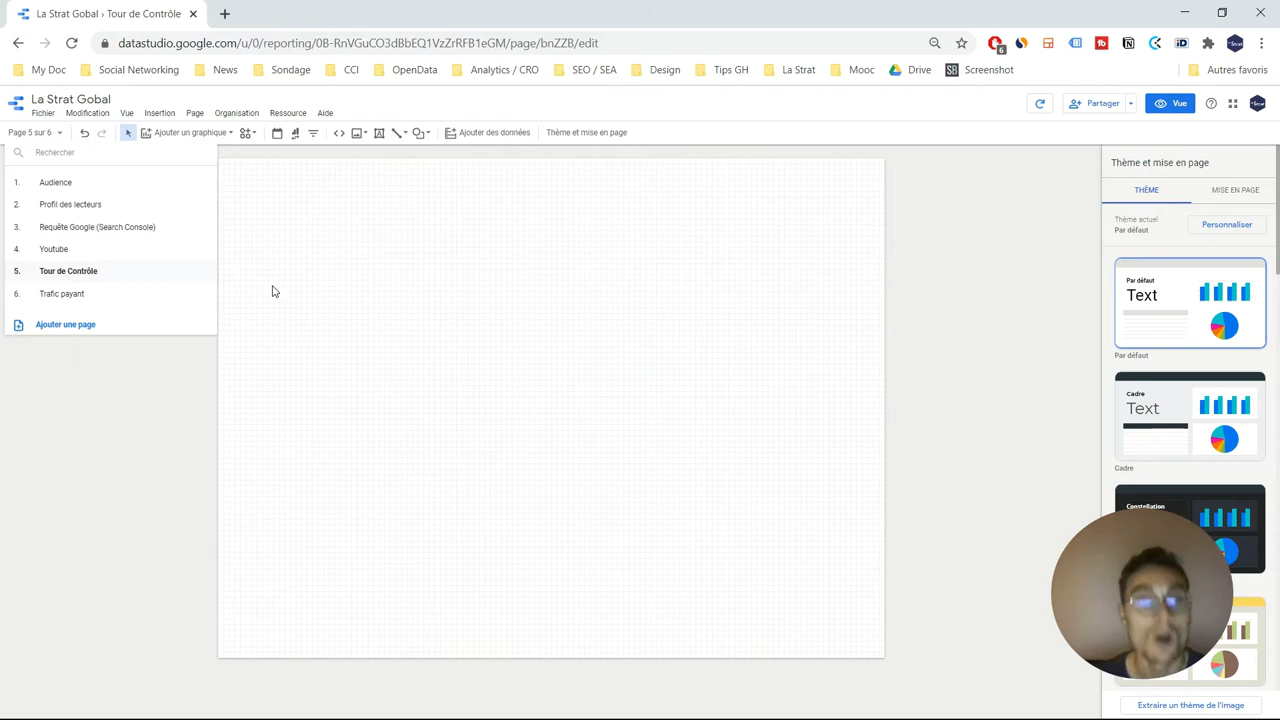 La Strat Gobal › Tour de Contrôle
datastudio.google.com/u/0/reporting/0B-RnVGuCO3dRbEQ1VzZrRFB1eGM/page/bnZZB/edit
6
iD
My Doc Social Networking News Sondage CCI OpenData Analytics / CRO SEO / SEA Design Tips GH La Strat Mooc Drive SB Screenshot Autres favoris
La Strat Gobal
Fichier Modification Vue Insertion Page Organisation Ressource Aide
Partager Vue
Page 5 sur 6 Ajouter un graphique Ajouter des données Thème et mise en page
Rechercher
1. Audience
2. Profil des lecteurs
3. Requête Google (Search Console)
4. Youtube
5. Tour de Contrôle
6. Trafic payant
Ajouter une page
Thème et mise en page
THÈME MISE EN PAGE
Thème actuel
Par défaut
Personnaliser
Par défaut
Text
Par défaut
Cadre
Text
Cadre
Constellation
Extraire un thème de l'image